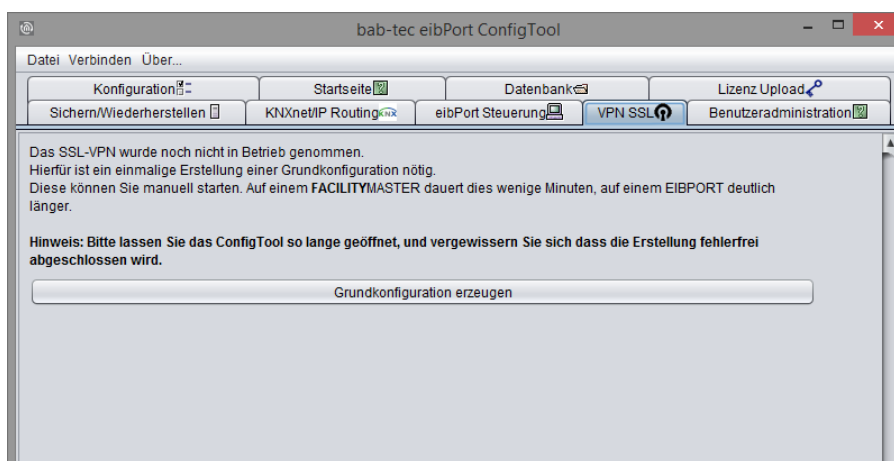 bab-tec eibPort ConfigTool
Datei Verbinden Über...
Konfiguration Startseite Datenbank Lizenz Upload
Sichern/Wiederherstellen KNXnet/IP Routing KNX eibPort Steuerung VPN SSL Benutzeradministration
Das SSL-VPN wurde noch nicht in Betrieb genommen.
Hierfür ist ein einmalige Erstellung einer Grundkonfiguration nötig.
Diese können Sie manuell starten. Auf einem FACILITYMASTER dauert dies wenige Minuten, auf einem EIBPORT deutlich
länger.
Hinweis: Bitte lassen Sie das ConfigTool so lange geöffnet, und vergewissern Sie sich dass die Erstellung fehlerfrei
abgeschlossen wird.
Grundkonfiguration erzeugen